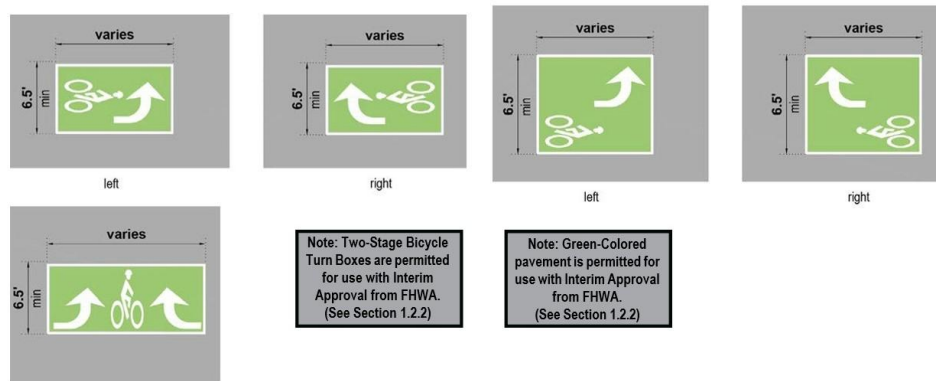 varies
6.5'
min
left
varies
6.5'
min
right
varies
6.5'
min
left
varies
6.5'
min
right
varies
6.5'
min
Note: Two-Stage Bicycle
Turn Boxes are permitted
for use with Interim
Approval from FHWA.
(See Section 1.2.2)
Note: Green-Colored
pavement is permitted for
use with Interim Approval
from FHWA.
(See Section 1.2.2)